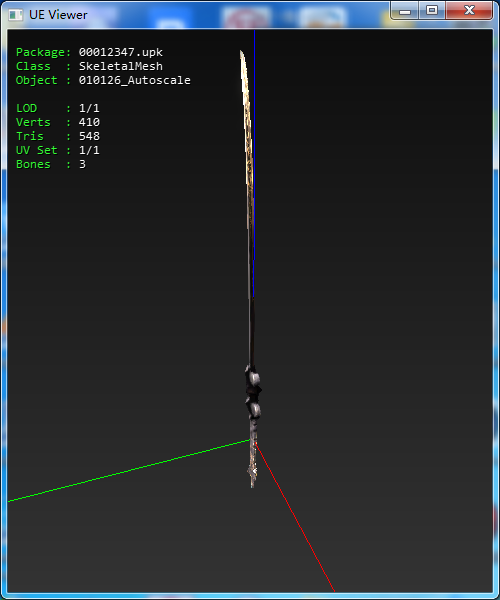 UE Viewer
Package: 00012347.upk
Class : SkeletalMesh
Object : 010126_Autoscale
LOD : 1/1
Verts : 410
Tris : 548
UV Set : 1/1
Bones : 3